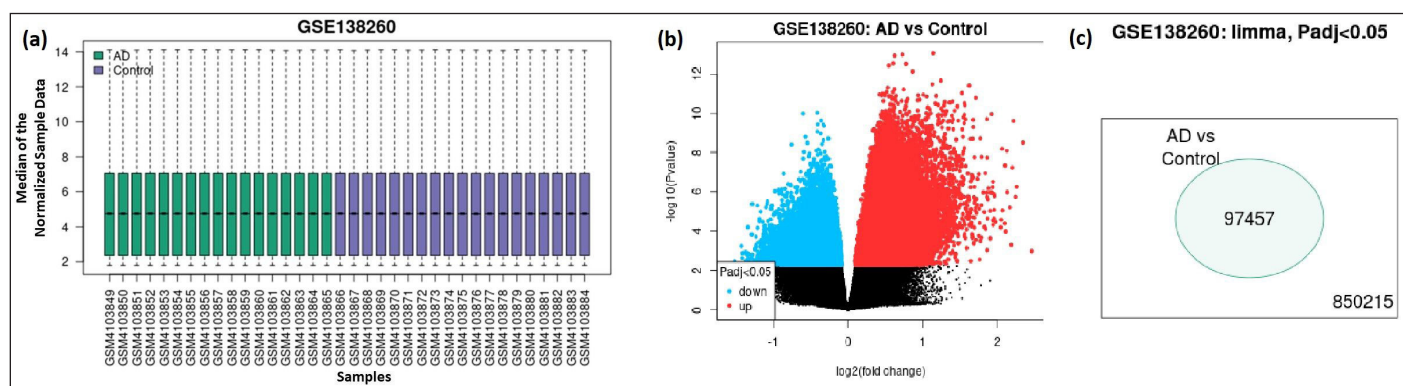 (a)
GSE138260
AD
Control
Median of the
Normalized Sample Data
14
12
10
8
6
4
2
GSM4103849
GSM4103850
GSM4103851
GSM4103852
GSM4103853
GSM4103854
GSM4103855
GSM4103856
GSM4103857
GSM4103858
GSM4103859
GSM4103860
GSM4103861
GSM4103862
GSM4103863
GSM4103864
GSM4103865
GSM4103866
GSM4103867
GSM4103868
GSM4103869
GSM4103870
GSM4103871
GSM4103872
GSM4103873
GSM4103874
GSM4103875
GSM4103876
GSM4103877
GSM4103878
GSM4103879
GSM4103880
GSM4103881
GSM4103882
GSM4103883
GSM4103884
Samples
(b)
GSE138260: AD vs Control
-log10(Pvalue)
12
10
8
6
4
2
0
Padj<0.05
down
up
-1
0
1
2
log2(fold change)
(c)
GSE138260: limma, Padj<0.05
AD vs
Control
97457
850215